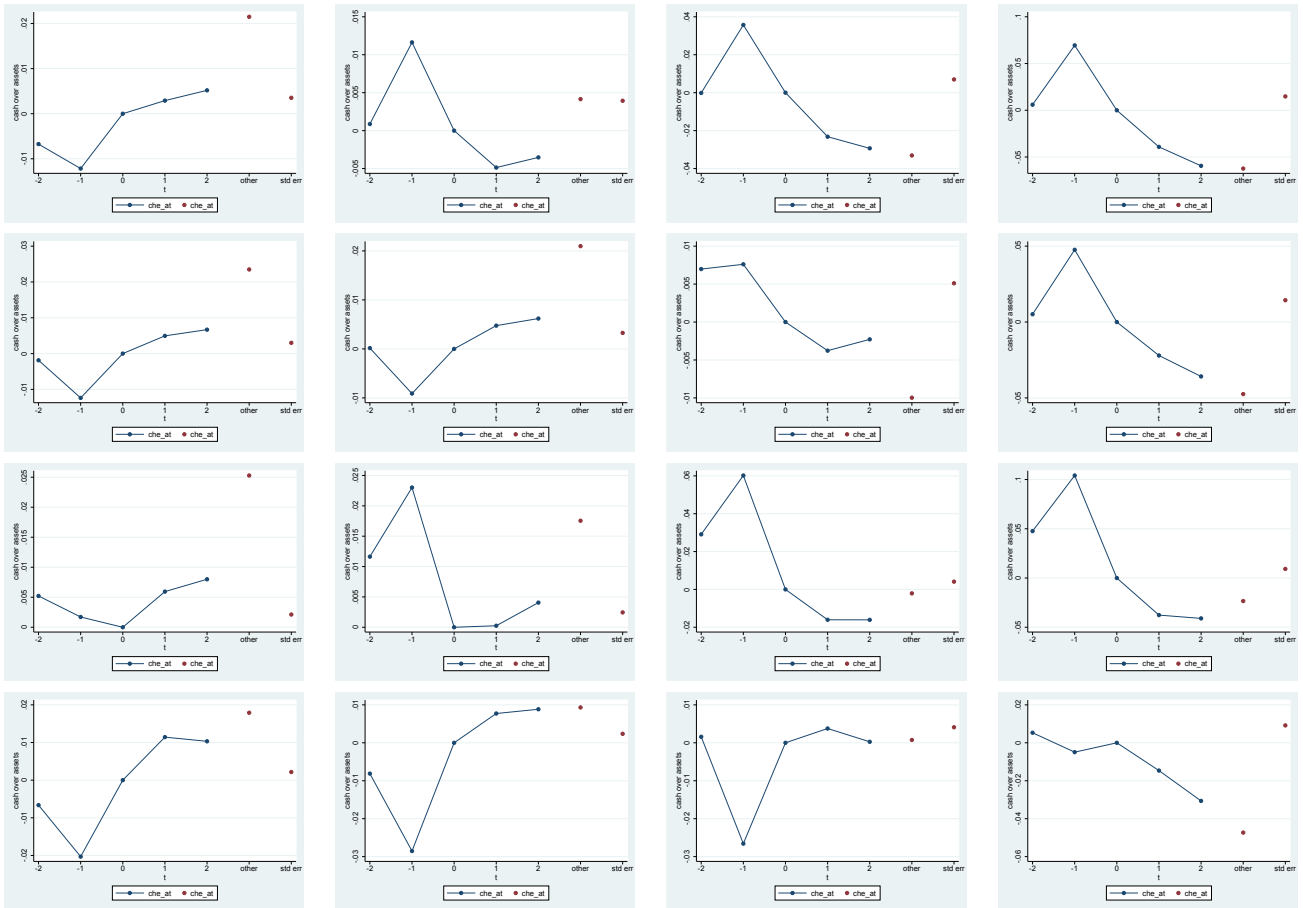 cash over assets
-.01 0 .01 .02
-2 -1 0 1 2 other std err
t
che_at che_at
cash over assets
-.005 0 .005 .01 .015
-2 -1 0 1 2 other std err
t
che_at che_at
cash over assets
-.04 -.02 0 .02 .04
-2 -1 0 1 2 other std err
t
che_at che_at
cash over assets
-.05 0 .05 .1
-2 -1 0 1 2 other std err
t
che_at che_at
cash over assets
-.01 0 .01 .02 .03
-2 -1 0 1 2 other std err
t
che_at che_at
cash over assets
-.01 0 .01 .02
-2 -1 0 1 2 other std err
t
che_at che_at
cash over assets
-.01 -.005 0 .005 .01
-2 -1 0 1 2 other std err
t
che_at che_at
cash over assets
-.05 0 .05
-2 -1 0 1 2 other std err
t
che_at che_at
cash over assets
0 .005 .01 .015 .02 .025
-2 -1 0 1 2 other std err
t
che_at che_at
cash over assets
0 .005 .01 .015 .02 .025
-2 -1 0 1 2 other std err
t
che_at che_at
cash over assets
-.02 0 .02 .04 .06
-2 -1 0 1 2 other std err
t
che_at che_at
cash over assets
-.05 0 .05 .1
-2 -1 0 1 2 other std err
t
che_at che_at
cash over assets
-.02 -.01 0 .01 .02
-2 -1 0 1 2 other std err
t
che_at che_at
cash over assets
-.03 -.02 -.01 0 .01
-2 -1 0 1 2 other std err
t
che_at che_at
cash over assets
-.03 -.02 -.01 0 .01
-2 -1 0 1 2 other std err
t
che_at che_at
cash over assets
-.06 -.04 -.02 0 .02
-2 -1 0 1 2 other std err
t
che_at che_at